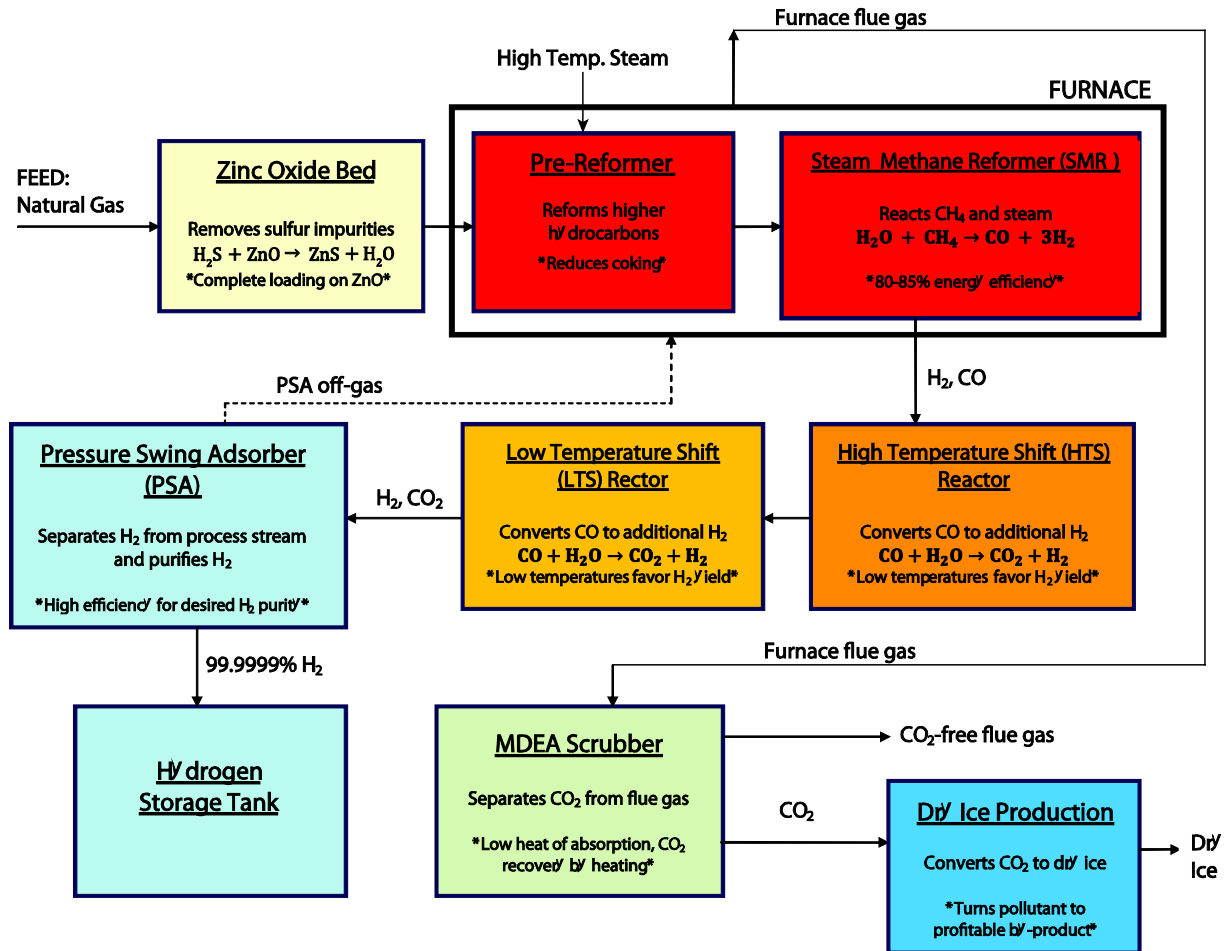 Furnace flue gas
High Temp. Steam
FURNACE
FEED:
Natural Gas
Zinc Oxide Bed
Removes sulfur impurities
H₂S + ZnO → ZnS + H₂O
*Complete loading on ZnO*
Pre-Reformer
Reforms higher
hydrocarbons
*Reduces coking*
Steam Methane Reformer (SMR )
Reacts CH₄ and steam
H₂O + CH₄ → CO + 3H₂
*80-85% energy efficiency*
PSA off-gas
H₂, CO
Pressure Swing Adsorber
(PSA)
Separates H₂ from process stream
and purifies H₂
*High efficiency for desired H₂ purity*
H₂, CO₂
Low Temperature Shift
(LTS) Rector
Converts CO to additional H₂
CO + H₂O → CO₂ + H₂
*Low temperatures favor H₂ yield*
High Temperature Shift (HTS)
Reactor
Converts CO to additional H₂
CO + H₂O → CO₂ + H₂
*Low temperatures favor H₂ yield*
99.9999% H₂
Furnace flue gas
Hydrogen
Storage Tank
MDEA Scrubber
Separates CO₂ from flue gas
*Low heat of absorption, CO₂
recovery by heating*
CO₂-free flue gas
CO₂
Dry Ice Production
Converts CO₂ to dry ice
*Turns pollutant to
profitable by-product*
Dry
Ice